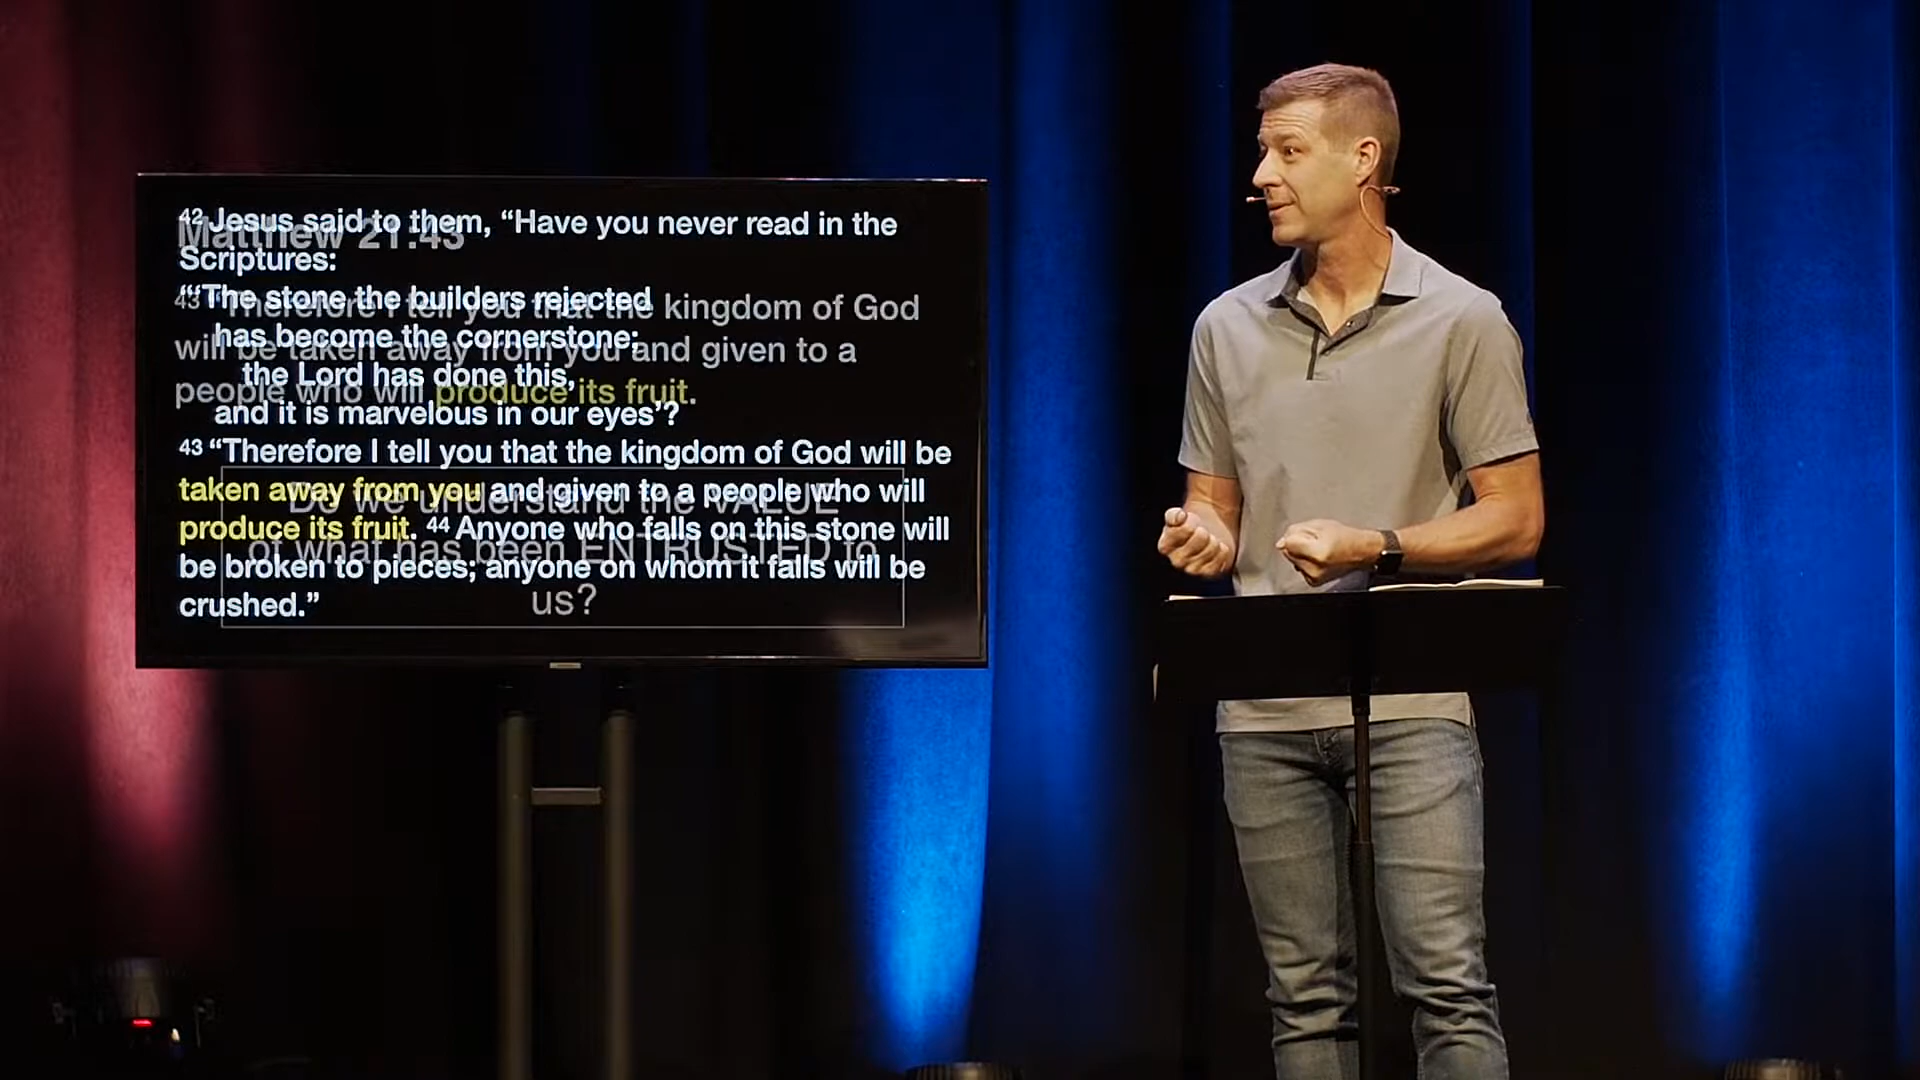 42 Jesus said to them, “Have you never read in the
Scriptures:
“‘The stone the builders rejected
has become the cornerstone;
the Lord has done this,
and it is marvelous in our eyes’?
43 “Therefore I tell you that the kingdom of God will be
taken away from you and given to a people who will
produce its fruit. 44 Anyone who falls on this stone will
be broken to pieces; anyone on whom it falls will be
crushed.”
Matthew 21:43
43 “Therefore I tell you that the kingdom of God
will be taken away from you and given to a
people who will produce its fruit.
Do we understand the VALUE
of what has been ENTRUSTED to
us?